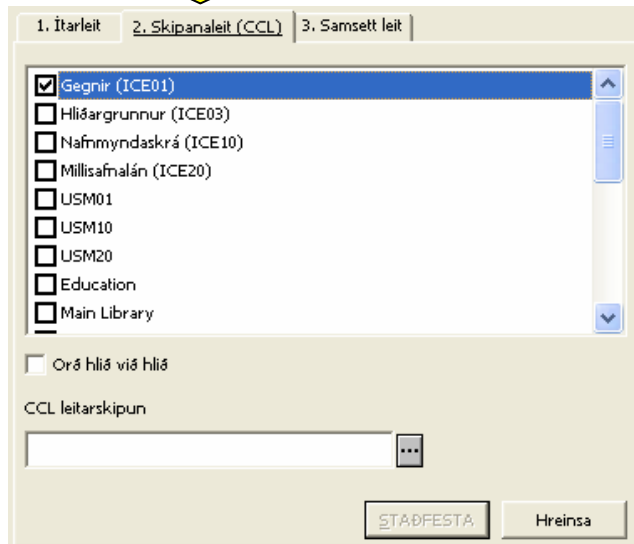 1. Ítarleit 2. Skipanaleit (CCL) 3. Samsett leit
Gegnir (ICE01)
Hliðargrunnur (ICE03)
Nafnmyndaskrá (ICE10)
Millisafnalán (ICE20)
USM01
USM10
USM20
Education
Main Library
Orð hlið við hlið
CCL leitarskipun
...
STAÐFESTA Hreinsa